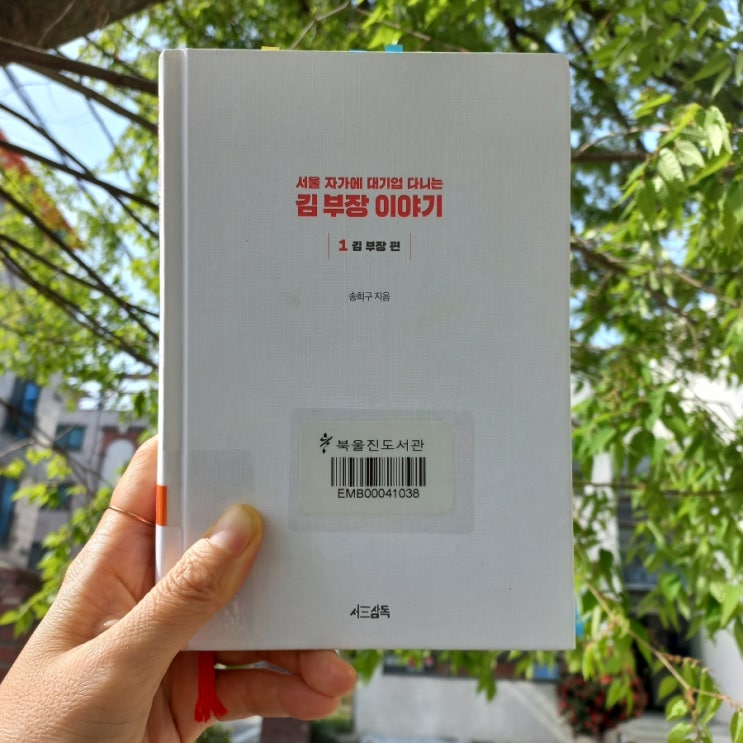 서울 자가에 대기업 다니는
김 부장 이야기
1 김 부장 편
송희구 지음
북울진도서관
EMB00041038
서삼독